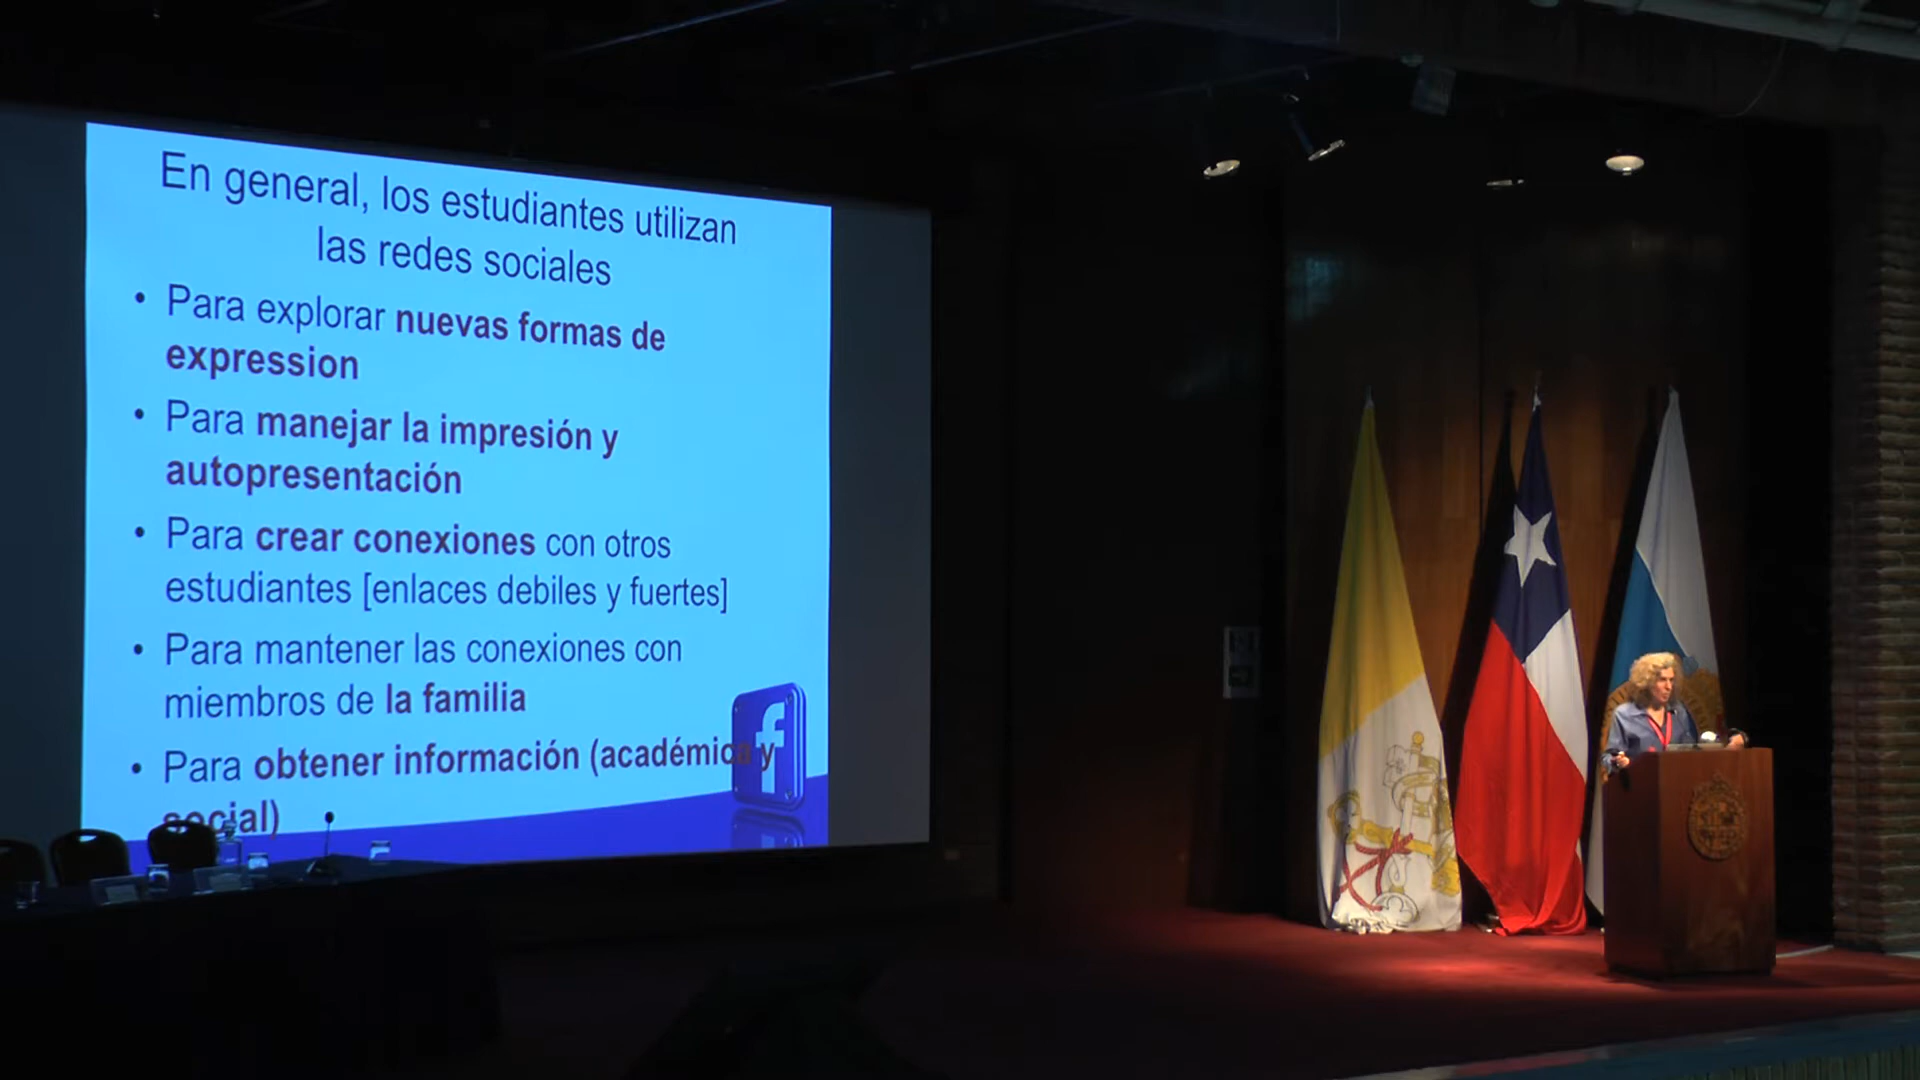 En general, los estudiantes utilizan
las redes sociales
• Para explorar nuevas formas de
expression
• Para manejar la impresión y
autopresentación
• Para crear conexiones con otros
estudiantes [enlaces debiles y fuertes]
• Para mantener las conexiones con
miembros de la familia
• Para obtener información (académica y
social)
f